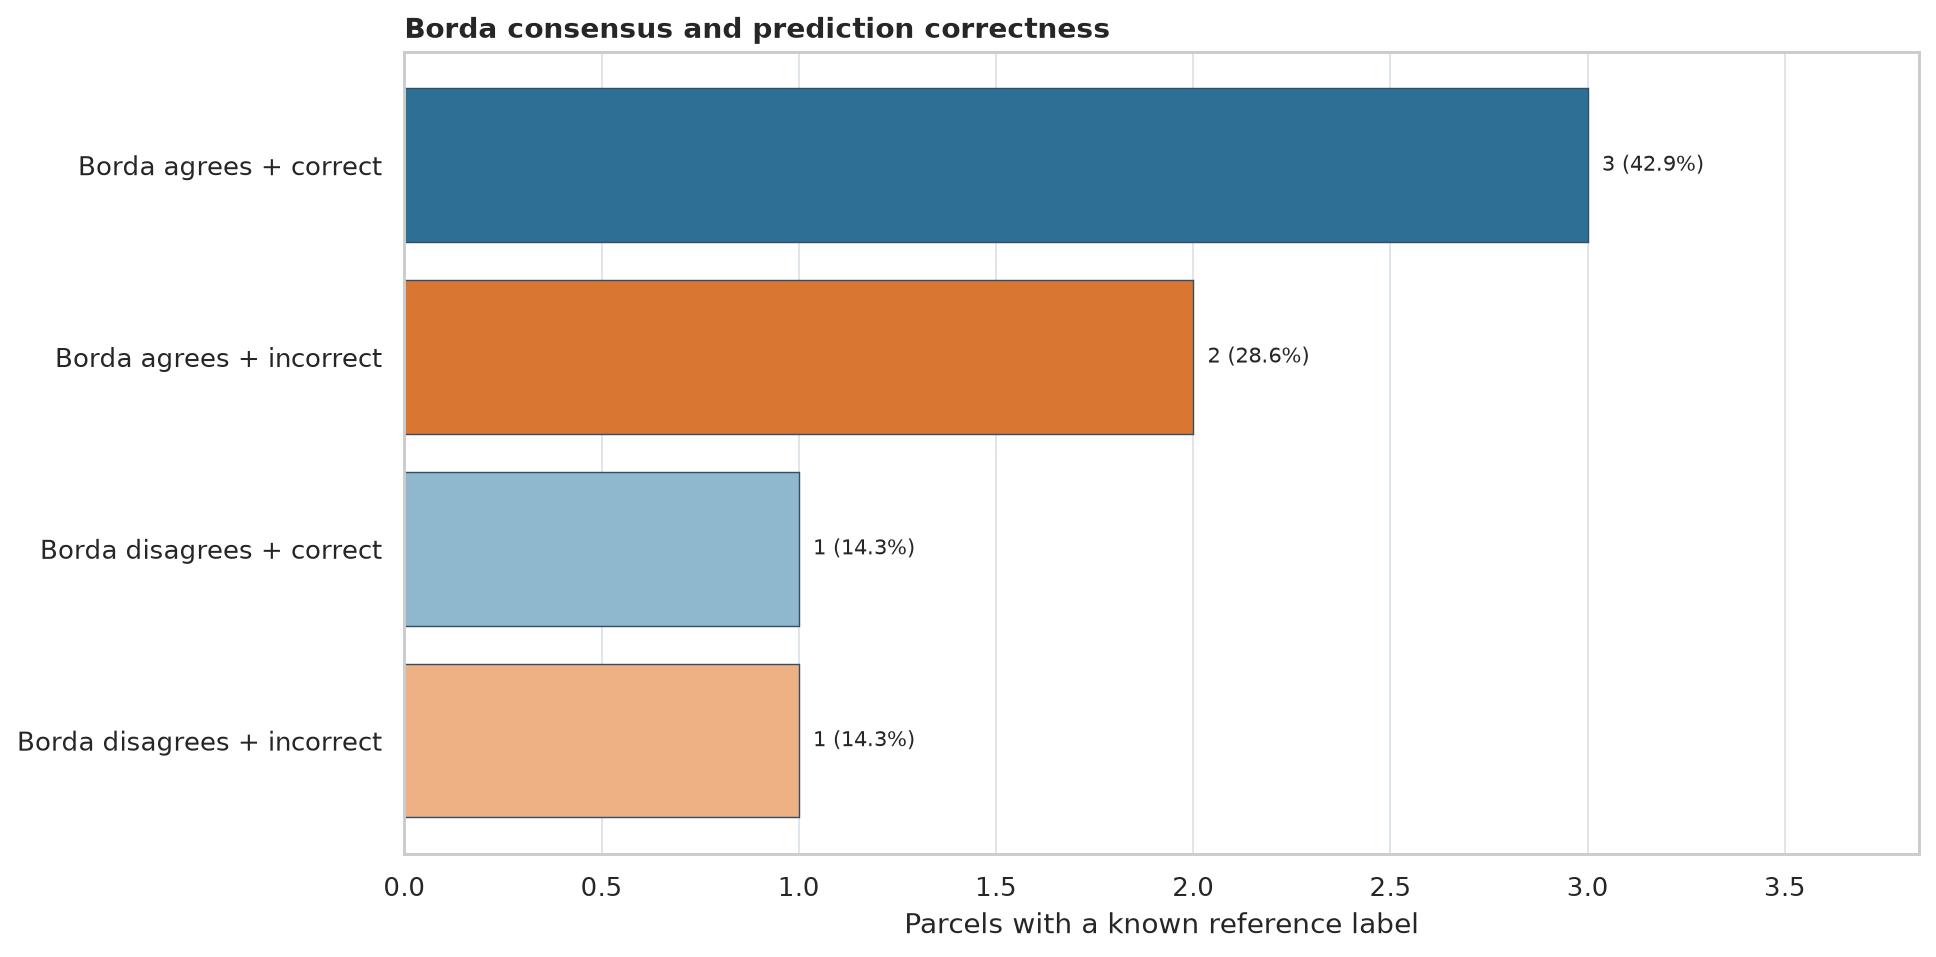 Borda consensus and prediction correctness
Borda agrees + correct
3 (42.9%)
Borda agrees + incorrect
2 (28.6%)
Borda disagrees + correct
1 (14.3%)
Borda disagrees + incorrect
1 (14.3%)
0.0 0.5 1.0 1.5 2.0 2.5 3.0 3.5
Parcels with a known reference label